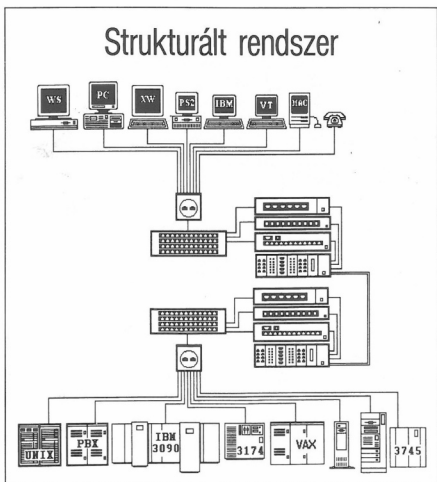 Strukturált rendszer
WS
PC
XW
PS2
IBM
VT
MAC
UNIX
PBX
IBM
3090
3174
VAX
3745